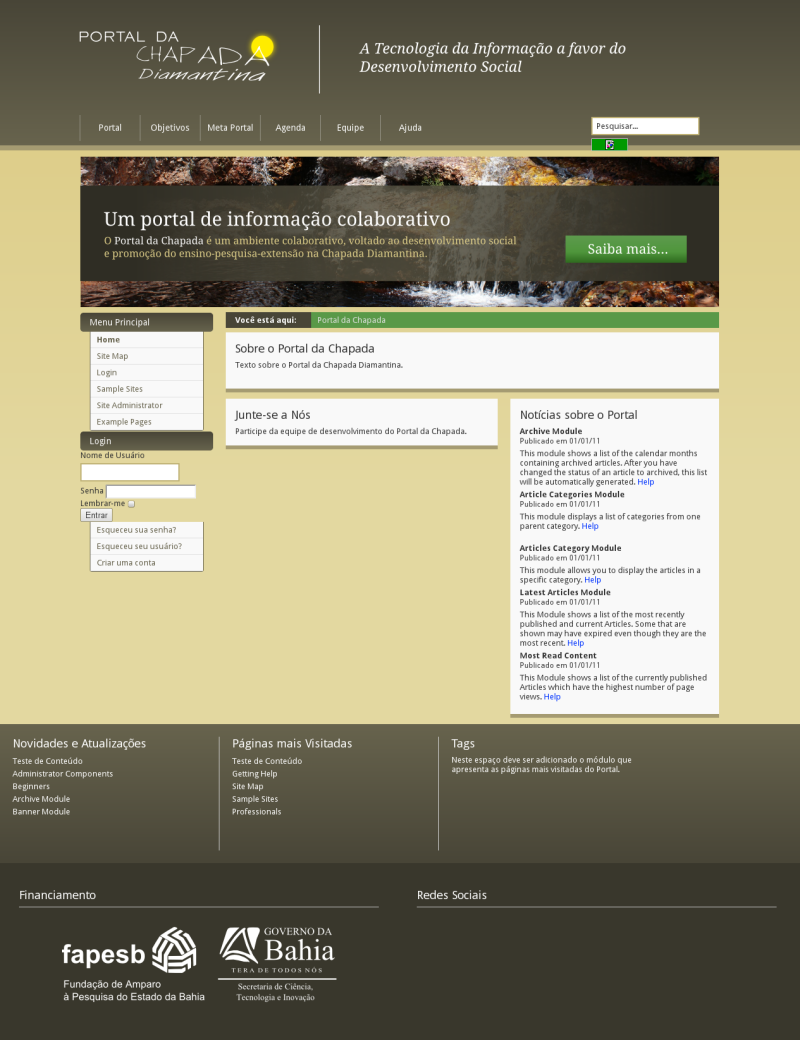 PORTAL DA
CHAPADA
Diamantina
A Tecnologia da Informação a favor do
Desenvolvimento Social
Portal
Objetivos
Meta Portal
Agenda
Equipe
Ajuda
Pesquisar...
Um portal de informação colaborativo
O Portal da Chapada é um ambiente colaborativo, voltado ao desenvolvimento social
e promoção do ensino-pesquisa-extensão na Chapada Diamantina.
Saiba mais...
Menu Principal
Home
Site Map
Login
Sample Sites
Site Administrator
Example Pages
Login
Nome de Usuário
Senha
Lembrar-me
Entrar
Esqueceu sua senha?
Esqueceu seu usuário?
Criar uma conta
Você está aqui: Portal da Chapada
Sobre o Portal da Chapada
Texto sobre o Portal da Chapada Diamantina.
Junte-se a Nós
Participe da equipe de desenvolvimento do Portal da Chapada.
Notícias sobre o Portal
Archive Module
Publicado em 01/01/11
This module shows a list of the calendar months
containing archived articles. After you have
changed the status of an article to archived, this list
will be automatically generated. Help
Article Categories Module
Publicado em 01/01/11
This module displays a list of categories from one
parent category. Help
Articles Category Module
Publicado em 01/01/11
This module allows you to display the articles in a
specific category. Help
Latest Articles Module
Publicado em 01/01/11
This Module shows a list of the most recently
published and current Articles. Some that are
shown may have expired even though they are the
most recent. Help
Most Read Content
Publicado em 01/01/11
This Module shows a list of the currently published
Articles which have the highest number of page
views. Help
Novidades e Atualizações
Teste de Conteúdo
Administrator Components
Beginners
Archive Module
Banner Module
Páginas mais Visitadas
Teste de Conteúdo
Getting Help
Site Map
Sample Sites
Professionals
Tags
Neste espaço deve ser adicionado o módulo que
apresenta as páginas mais visitadas do Portal.
Financiamento
fapesb
Fundação de Amparo
à Pesquisa do Estado da Bahia
GOVERNO DA
Bahia
TERA DE TODOS NÓS
Secretaria de Ciência,
Tecnologia e Inovação
Redes Sociais